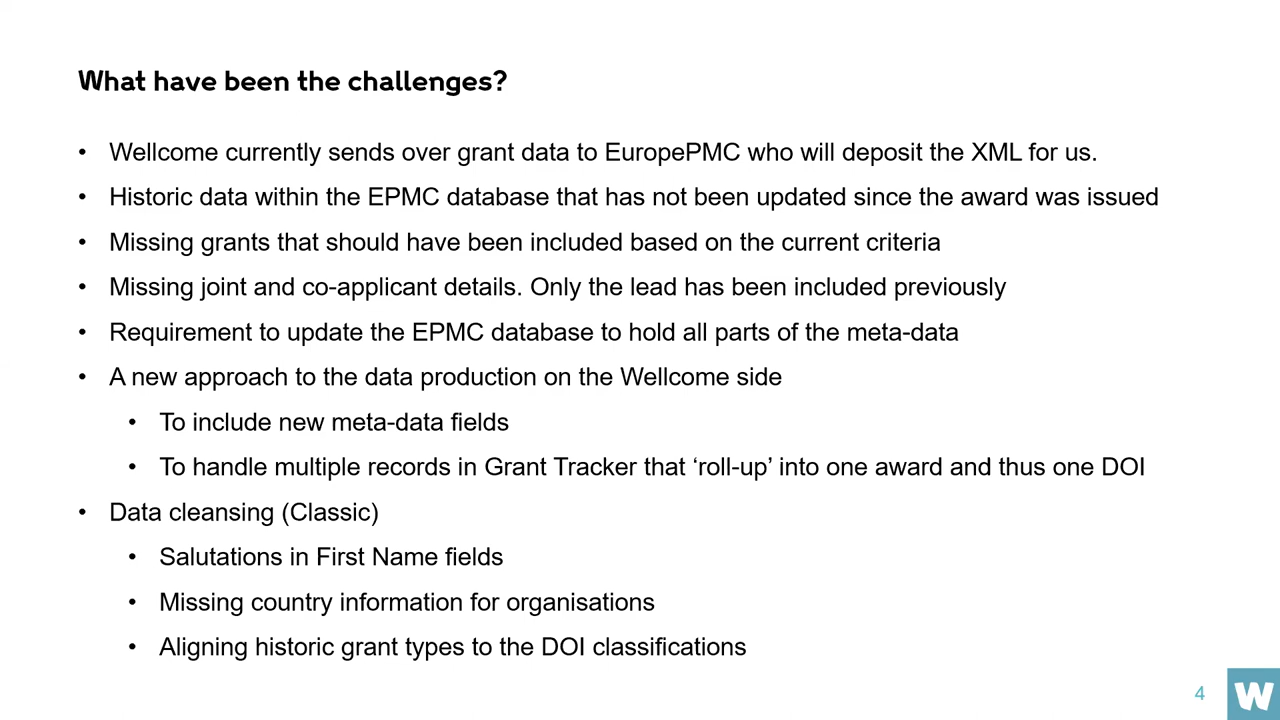 What have been the challenges?
• Wellcome currently sends over grant data to EuropePMC who will deposit the XML for us.
• Historic data within the EPMC database that has not been updated since the award was issued
• Missing grants that should have been included based on the current criteria
• Missing joint and co-applicant details. Only the lead has been included previously
• Requirement to update the EPMC database to hold all parts of the meta-data
• A new approach to the data production on the Wellcome side
• To include new meta-data fields
• To handle multiple records in Grant Tracker that ‘roll-up’ into one award and thus one DOI
• Data cleansing (Classic)
• Salutations in First Name fields
• Missing country information for organisations
• Aligning historic grant types to the DOI classifications
4
W